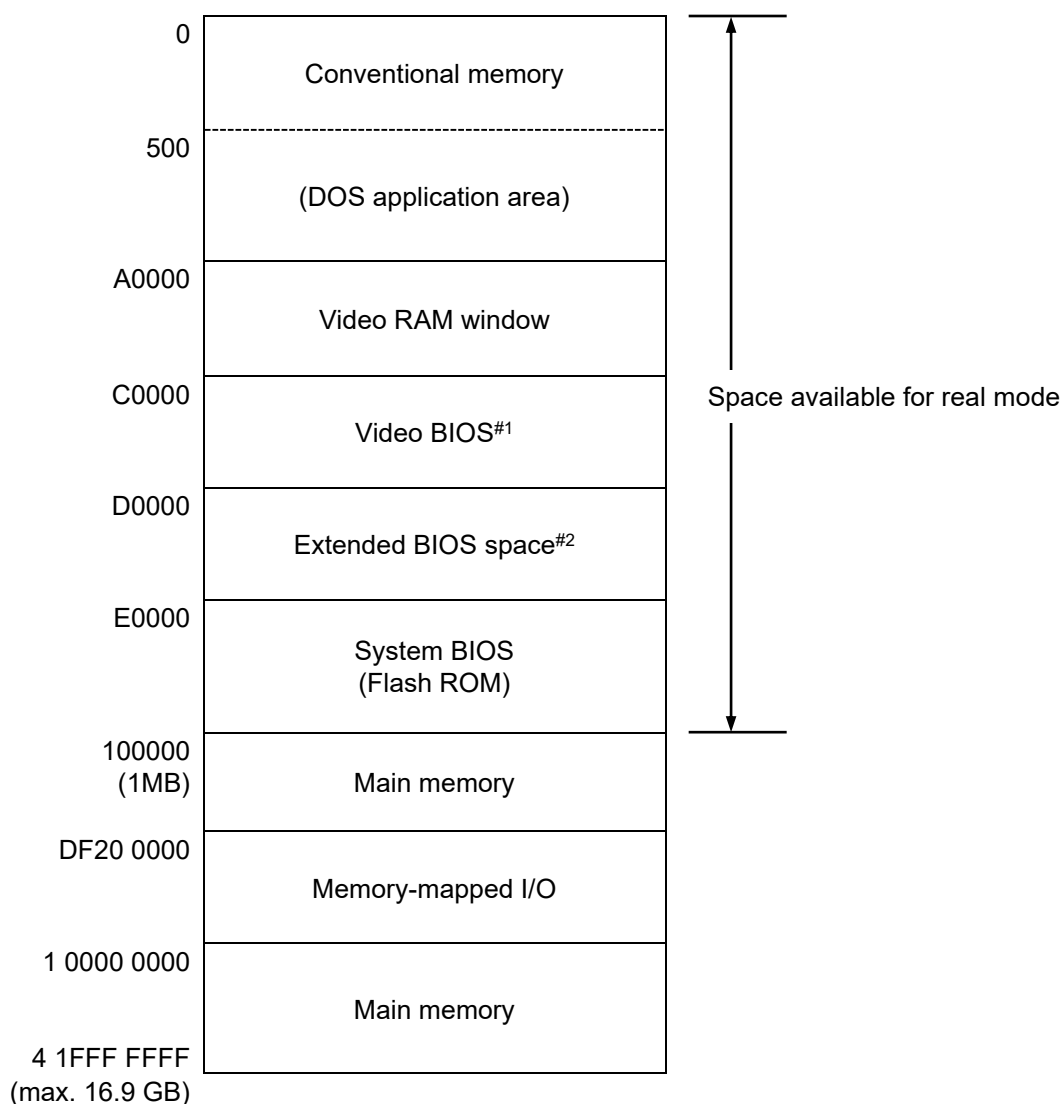 0
Conventional memory
500
(DOS application area)
A0000
Video RAM window
C0000
Space available for real mode
Video BIOS#1
D0000
Extended BIOS space#2
E0000
System BIOS
(Flash ROM)
100000
(1MB)
Main memory
DF20 0000
Memory-mapped I/O
1 0000 0000
Main memory
4 1FFF FFFF
(max. 16.9 GB)